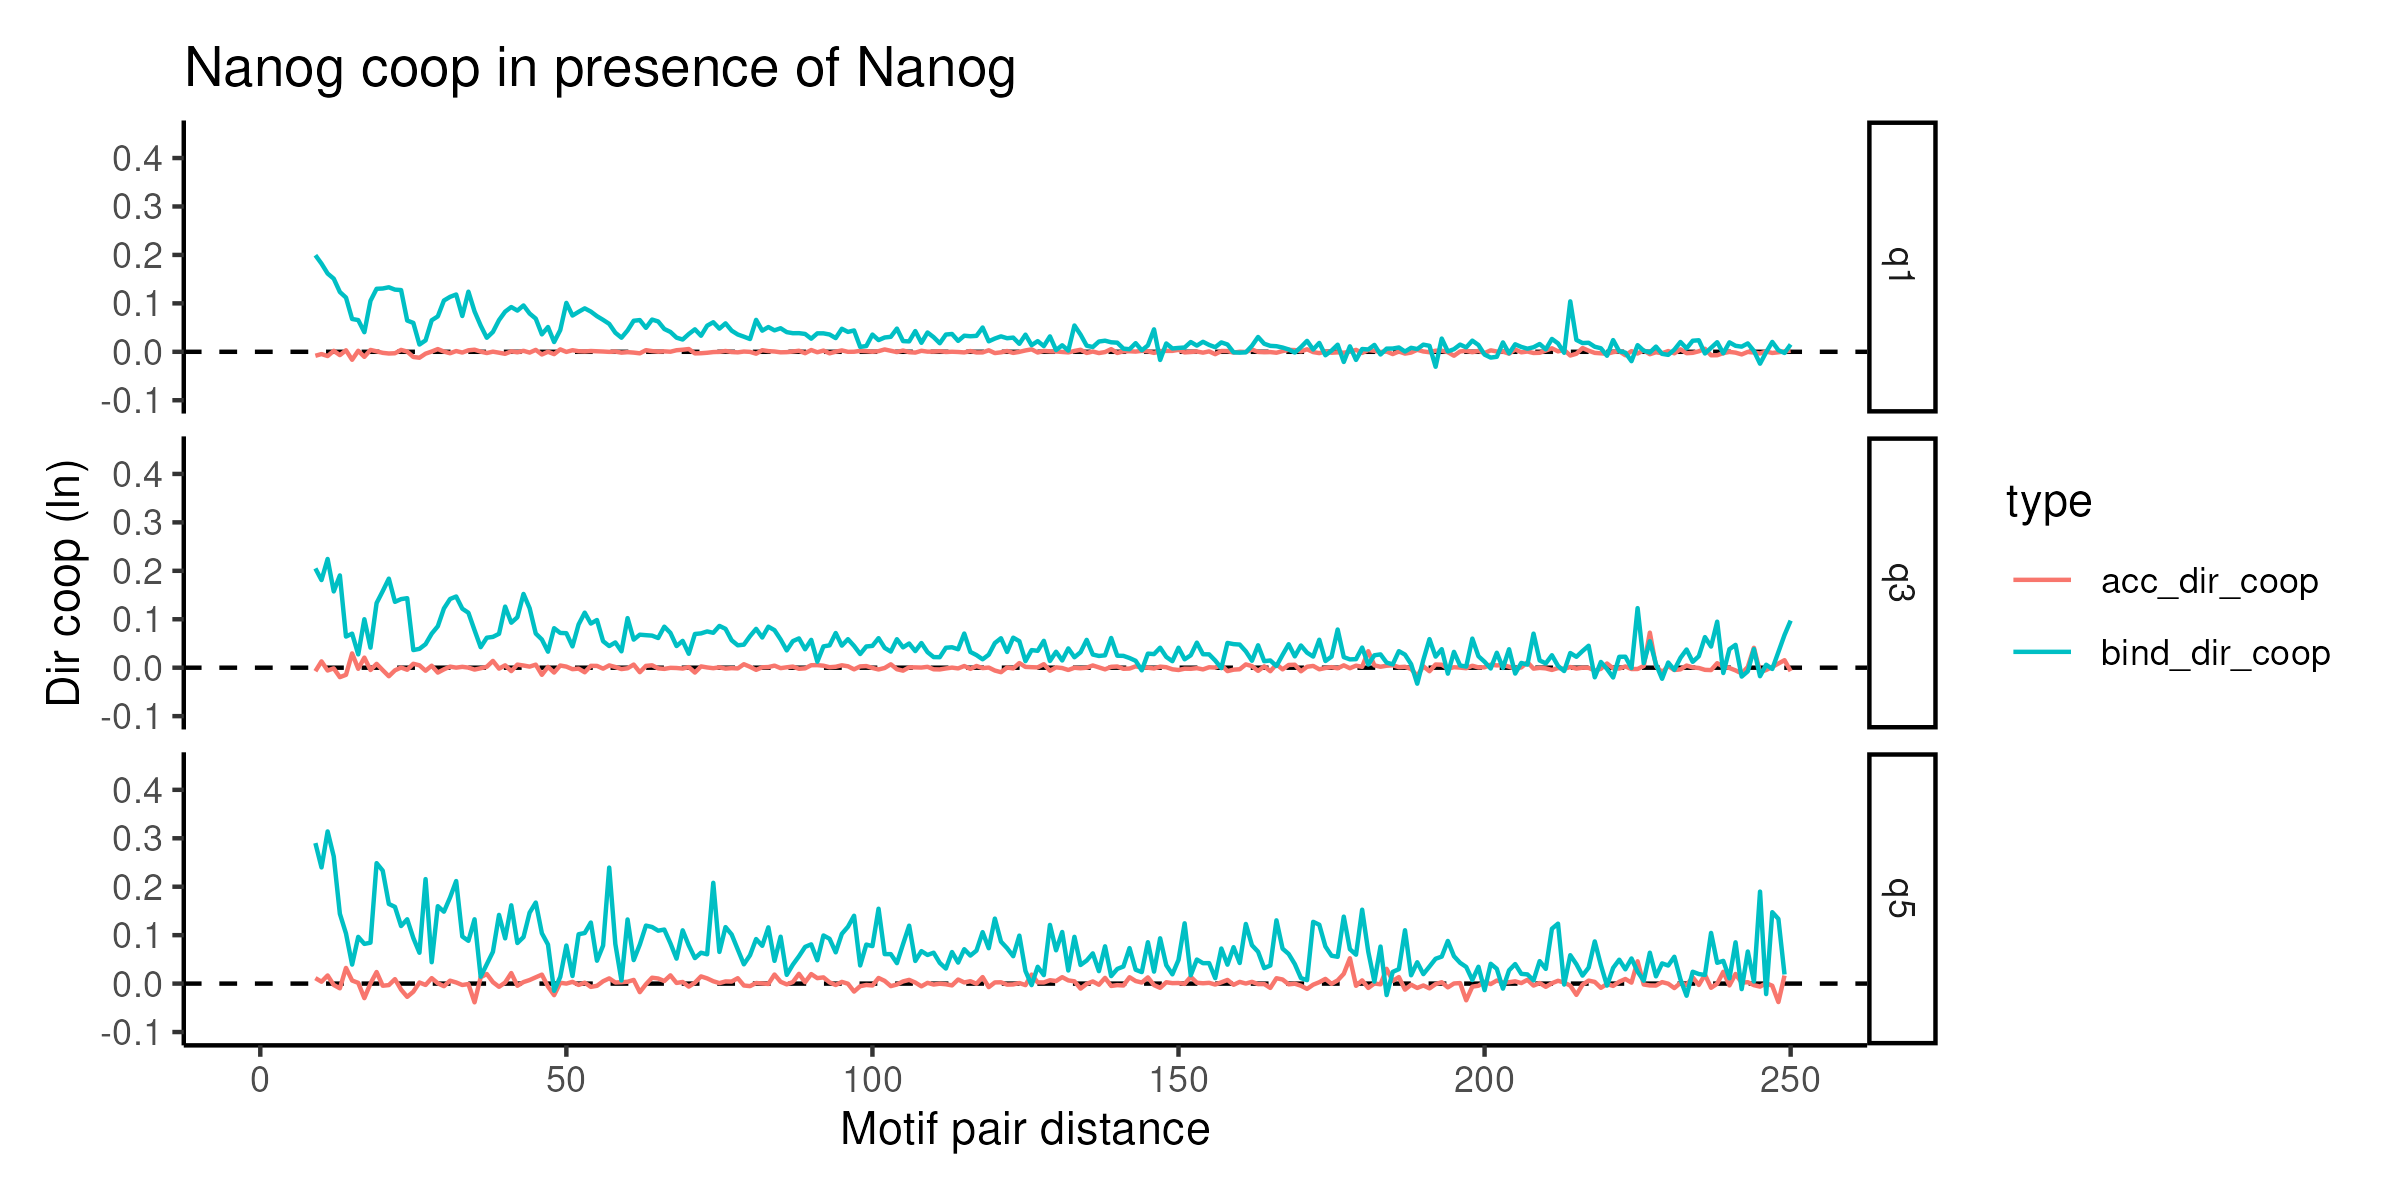 Nanog coop in presence of Nanog
Dir coop (ln)
0.4
0.3
0.2
0.1
0.0
-0.1
q1
0.4
0.3
0.2
0.1
0.0
-0.1
q3
0.4
0.3
0.2
0.1
0.0
-0.1
q5
0 50 100 150 200 250
Motif pair distance
type
acc_dir_coop
bind_dir_coop